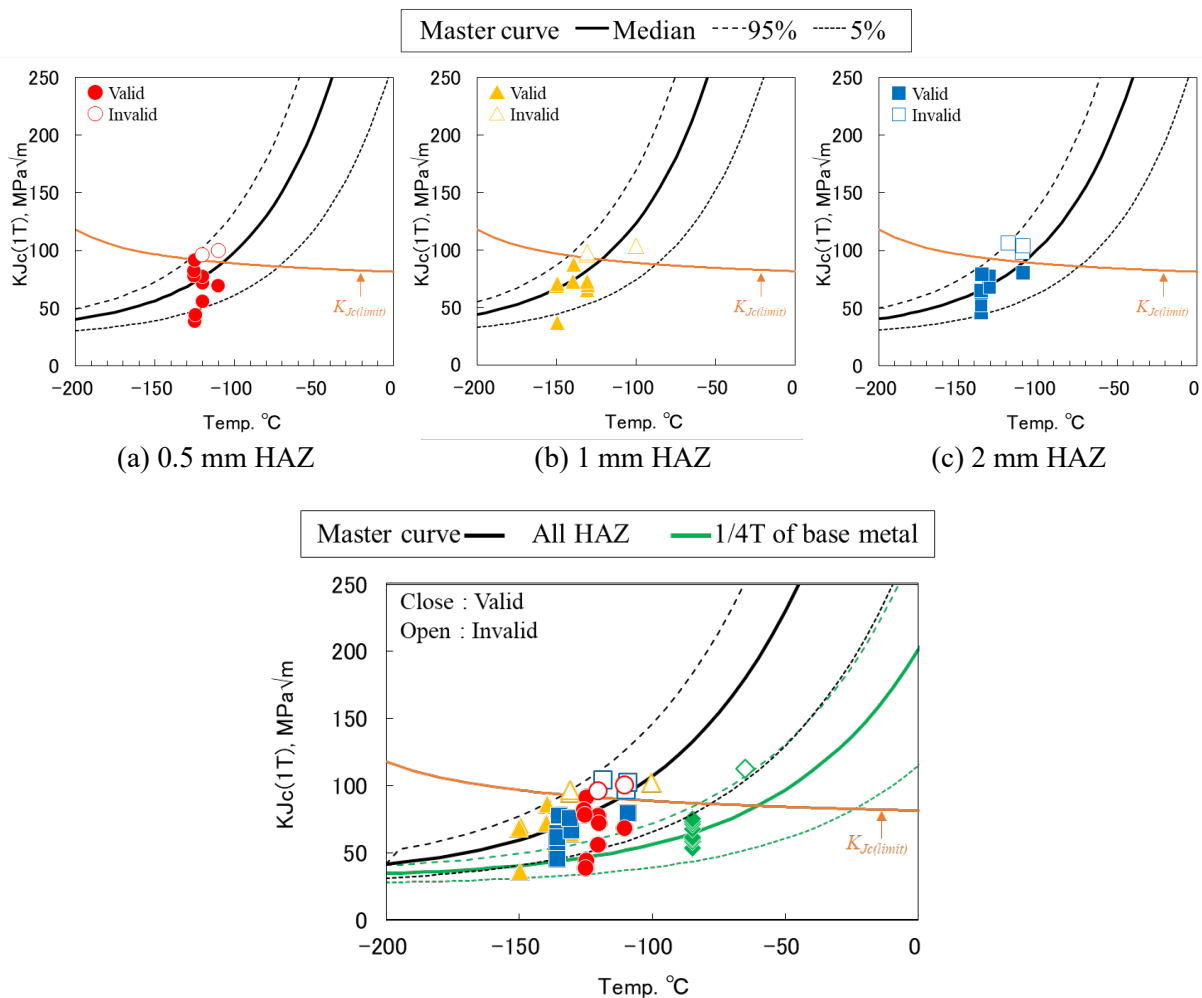 Master curve Median 95% 5%
250
200
150
100
50
0
KJc(1T), MPa√m
Valid
Invalid
KJc(limit)
−200 −150 −100 −50 0
Temp. ℃
(a) 0.5 mm HAZ
250
200
150
100
50
0
KJc(1T), MPa√m
Valid
Invalid
KJc(limit)
−200 −150 −100 −50 0
Temp. ℃
(b) 1 mm HAZ
250
200
150
100
50
0
KJc(1T), MPa√m
Valid
Invalid
KJc(limit)
−200 −150 −100 −50 0
Temp. ℃
(c) 2 mm HAZ
Master curve All HAZ 1/4T of base metal
250
200
150
100
50
0
KJc(1T), MPa√m
Close : Valid
Open : Invalid
KJc(limit)
−200 −150 −100 −50 0
Temp. ℃